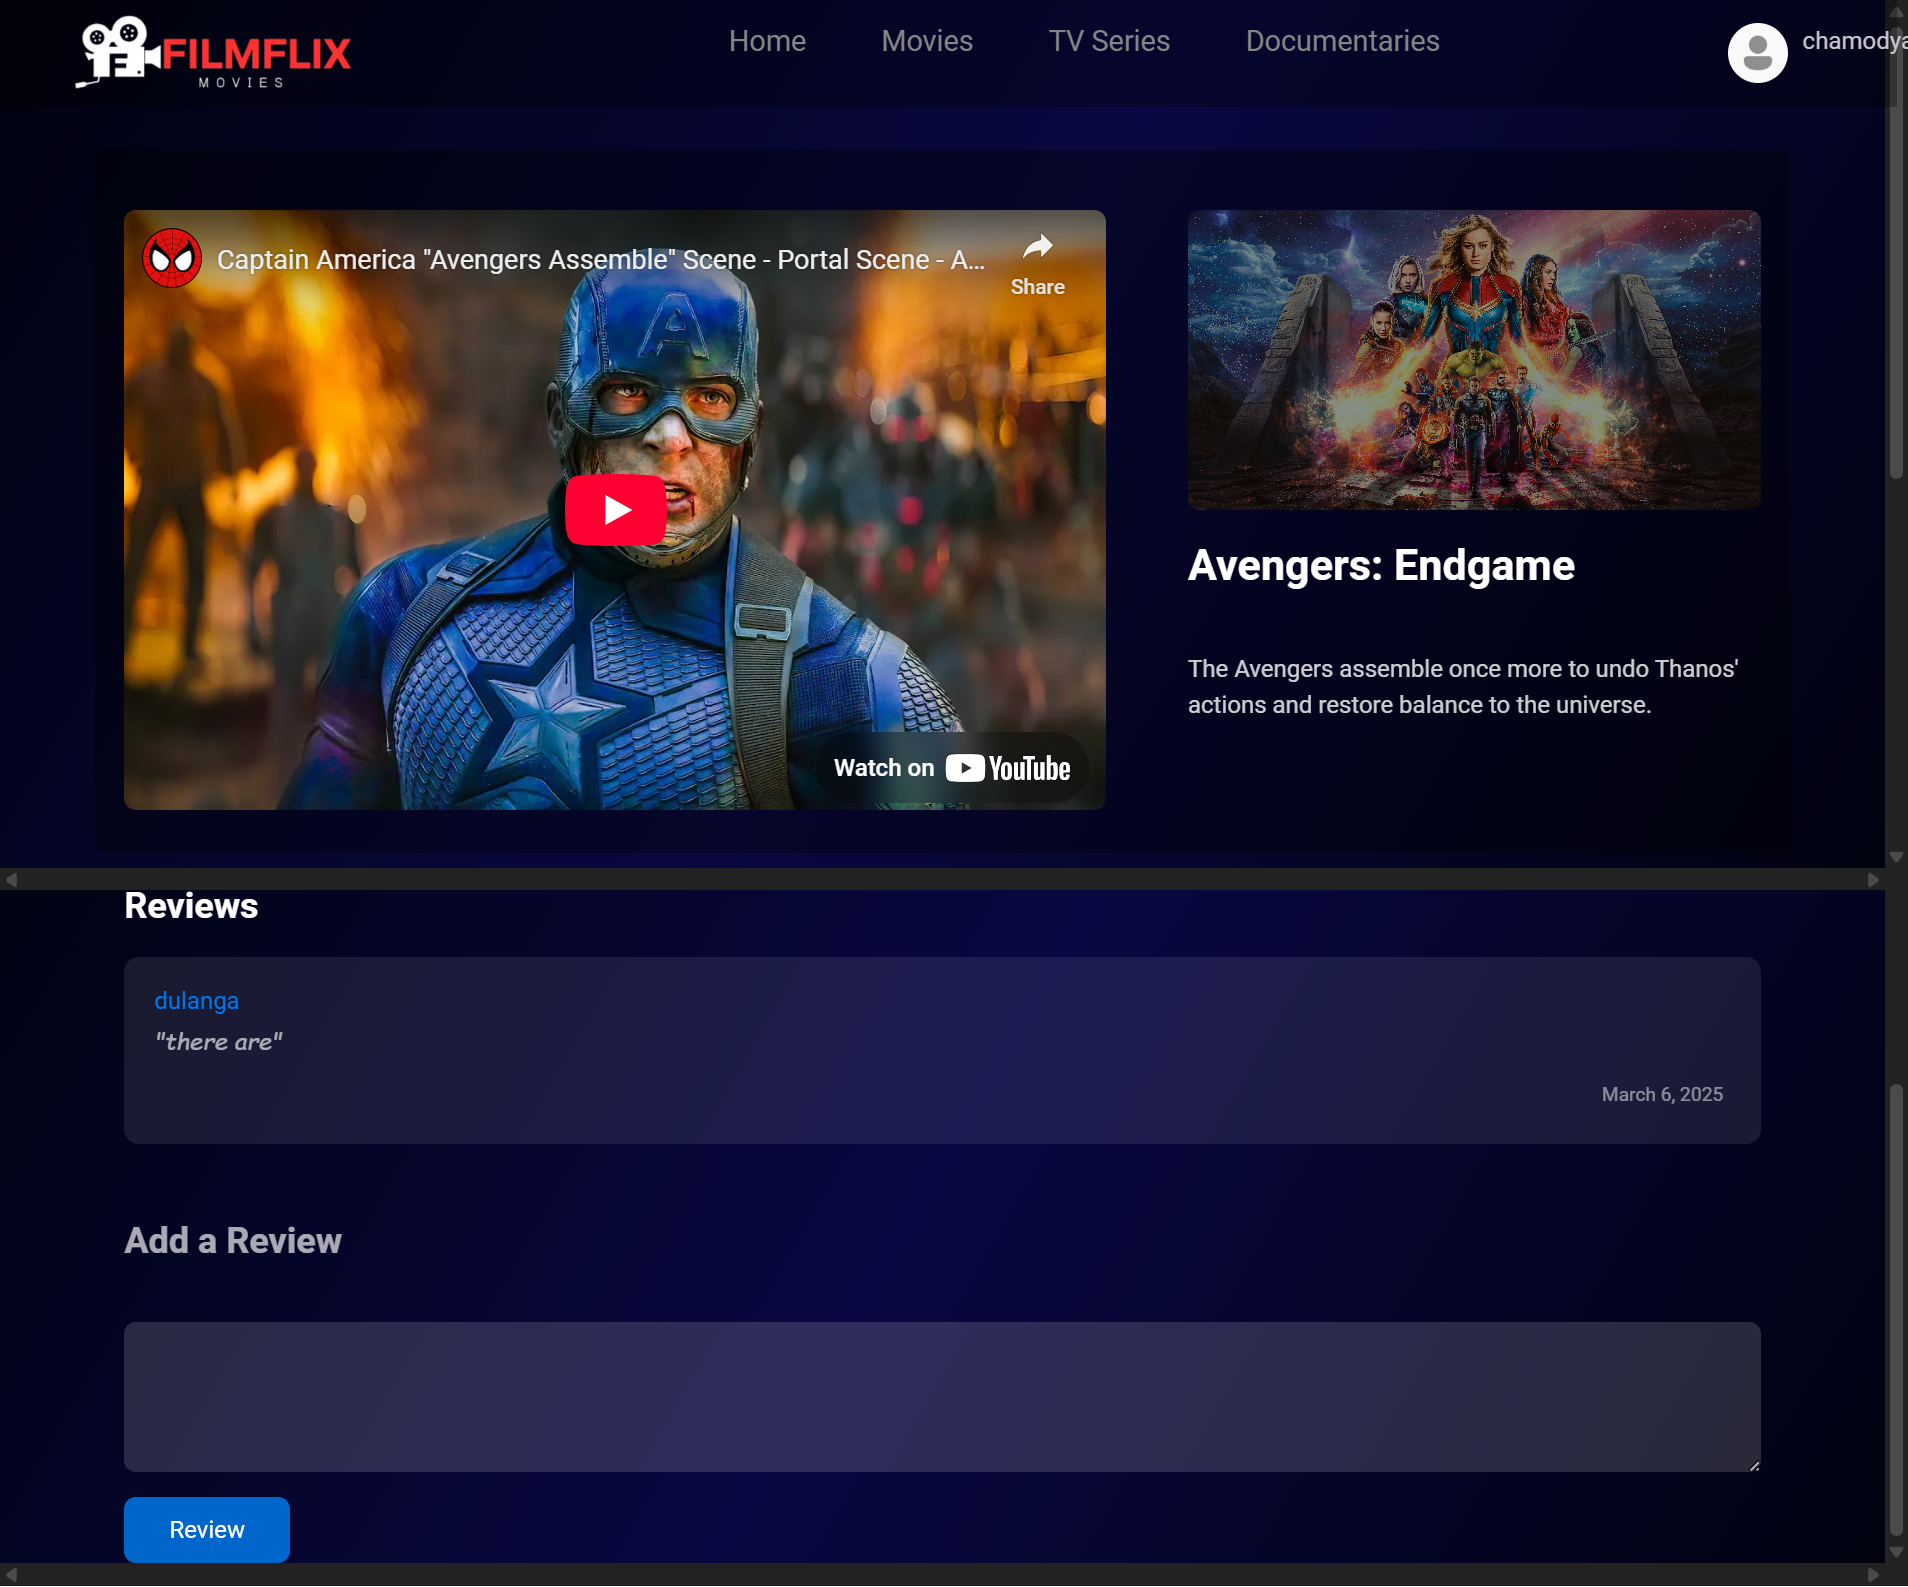 FILMFLIX
MOVIES
Home
Movies
TV Series
Documentaries
chamodya
Captain America "Avengers Assemble" Scene - Portal Scene - A...
Share
Watch on YouTube
Avengers: Endgame
The Avengers assemble once more to undo Thanos'
actions and restore balance to the universe.
Reviews
dulanga
"there are"
March 6, 2025
Add a Review
Review